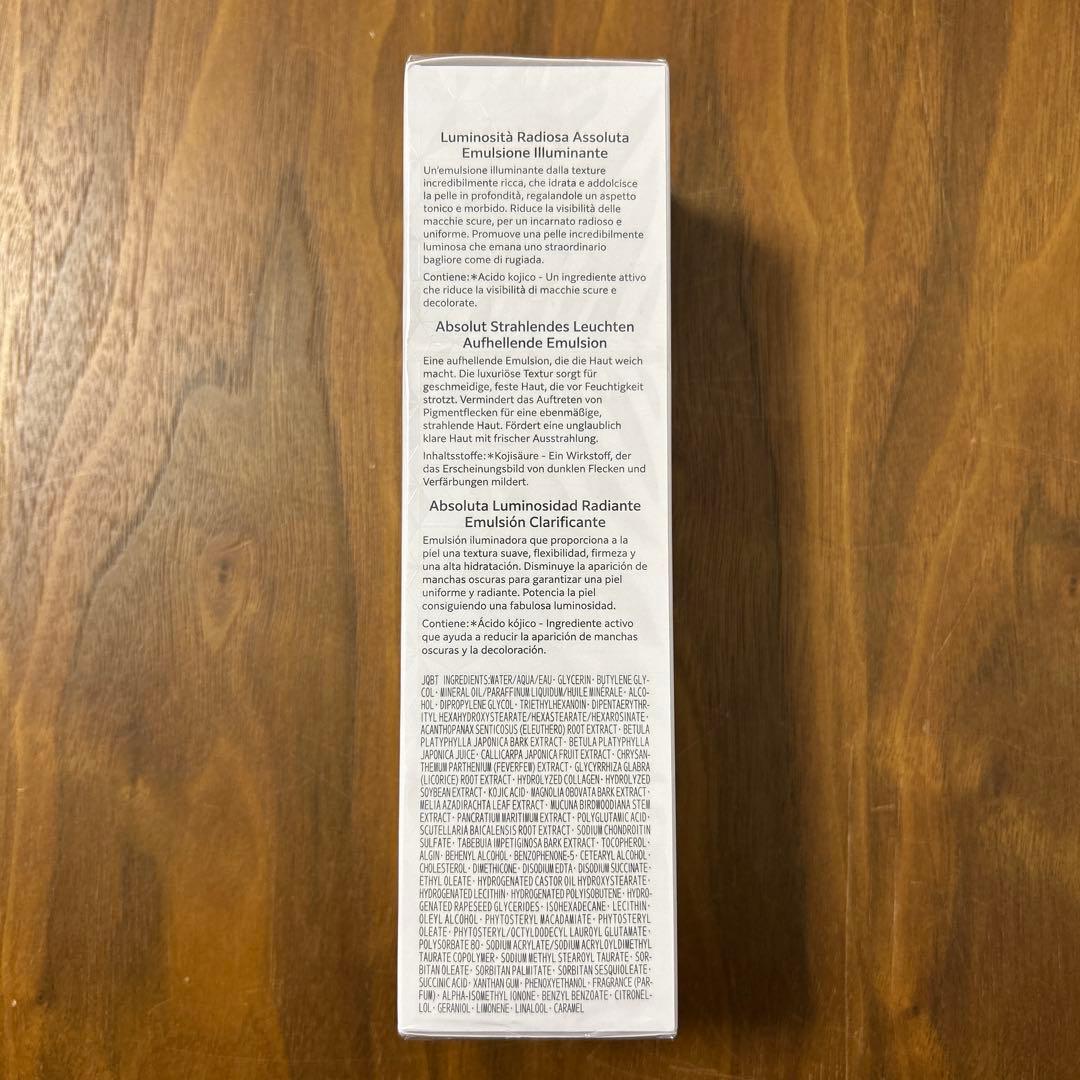 Luminosità Radiosa Assoluta
Emulsione Illuminante
Un'emulsione illuminante dalla texture
incredibilmente ricca, che idrata e addolcisce
la pelle in profondità, regalandole un aspetto
tonico e morbido. Riduce la visibilità delle
macchie scure, per un incarnato radioso e
uniforme. Promuove una pelle incredibilmente
luminosa che emana uno straordinario
bagliore come di rugiada.
Contiene:*Acido kojico - Un ingrediente attivo
che riduce la visibilità di macchie scure e
decolorate.
Absolut Strahlendes Leuchten
Aufhellende Emulsion
Eine aufhellende Emulsion, die die Haut weich
macht. Die luxuriöse Textur sorgt für
geschmeidige, feste Haut, die vor Feuchtigkeit
strotzt. Vermindert das Auftreten von
Pigmentflecken für eine ebenmäßige,
strahlende Haut. Fördert eine unglaublich
klare Haut mit frischer Ausstrahlung.
Inhaltsstoffe:*Kojisäure - Ein Wirkstoff, der
das Erscheinungsbild von dunklen Flecken und
Verfärbungen mildert.
Absoluta Luminosidad Radiante
Emulsión Clarificante
Emulsión iluminadora que proporciona a la
piel una textura suave, flexibilidad, firmeza y
una alta hidratación. Disminuye la aparición de
manchas oscuras para garantizar una piel
uniforme y radiante. Potencia la piel
consiguiendo una fabulosa luminosidad.
Contiene:*Ácido kójico - Ingrediente activo
que ayuda a reducir la aparición de manchas
oscuras y la decoloración.
JQBT INGREDIENTS:WATER/AQUA/EAU· GLYCERIN· BUTYLENE GLY-
COL· MINERAL OIL/PARAFFINUM LIQUIDUM/HUILE MINÉRALE· ALCO-
HOL· DIPROPYLENE GLYCOL· TRIETHYLHEXANOIN· DIPENTAERYTHR-
ITYL HEXAHYDROXYSTEARATE/HEXASTEARATE/HEXAROSINATE·
ACANTHOPANAX SENTICOSUS (ELEUTHERO) ROOT EXTRACT· BETULA
PLATYPHYLLA JAPONICA BARK EXTRACT· BETULA PLATYPHYLLA
JAPONICA JUICE· CALLICARPA JAPONICA FRUIT EXTRACT· CHRYSAN-
THEMUM PARTHENIUM (FEVERFEW) EXTRACT· GLYCYRRHIZA GLABRA
(LICORICE) ROOT EXTRACT· HYDROLYZED COLLAGEN· HYDROLYZED
SOYBEAN EXTRACT· KOJIC ACID· MAGNOLIA OBOVATA BARK EXTRACT·
MELIA AZADIRACHTA LEAF EXTRACT· MUCUNA BIRDWOODIANA STEM
EXTRACT· PANCRATIUM MARITIMUM EXTRACT· POLYGLUTAMIC ACID·
SCUTELLARIA BAICALENSIS ROOT EXTRACT· SODIUM CHONDROITIN
SULFATE· TABEBUIA IMPETIGINOSA BARK EXTRACT· TOCOPHEROL·
ALGIN· BEHENYL ALCOHOL· BENZOPHENONE-5· CETEARYL ALCOHOL·
CHOLESTEROL· DIMETHICONE· DISODIUM EDTA· DISODIUM SUCCINATE·
ETHYL OLEATE· HYDROGENATED CASTOR OIL HYDROXYSTEARATE·
HYDROGENATED LECITHIN· HYDROGENATED POLYISOBUTENE· HYDRO-
GENATED RAPESEED GLYCERIDES· ISOHEXADECANE· LECITHIN·
OLEYL ALCOHOL· PHYTOSTERYL MACADAMIATE· PHYTOSTERYL
OLEATE· PHYTOSTERYL/OCTYLDODECYL LAUROYL GLUTAMATE·
POLYSORBATE 80· SODIUM ACRYLATE/SODIUM ACRYLOYLDIMETHYL
TAURATE COPOLYMER· SODIUM METHYL STEAROYL TAURATE· SOR-
BITAN OLEATE· SORBITAN PALMITATE· SORBITAN SESQUIOLEATE·
SUCCINIC ACID· XANTHAN GUM· PHENOXYETHANOL· FRAGRANCE (PAR-
FUM)· ALPHA-ISOMETHYL IONONE· BENZYL BENZOATE· CITRONEL-
LOL· GERANIOL· LIMONENE· LINALOOL· CARAMEL